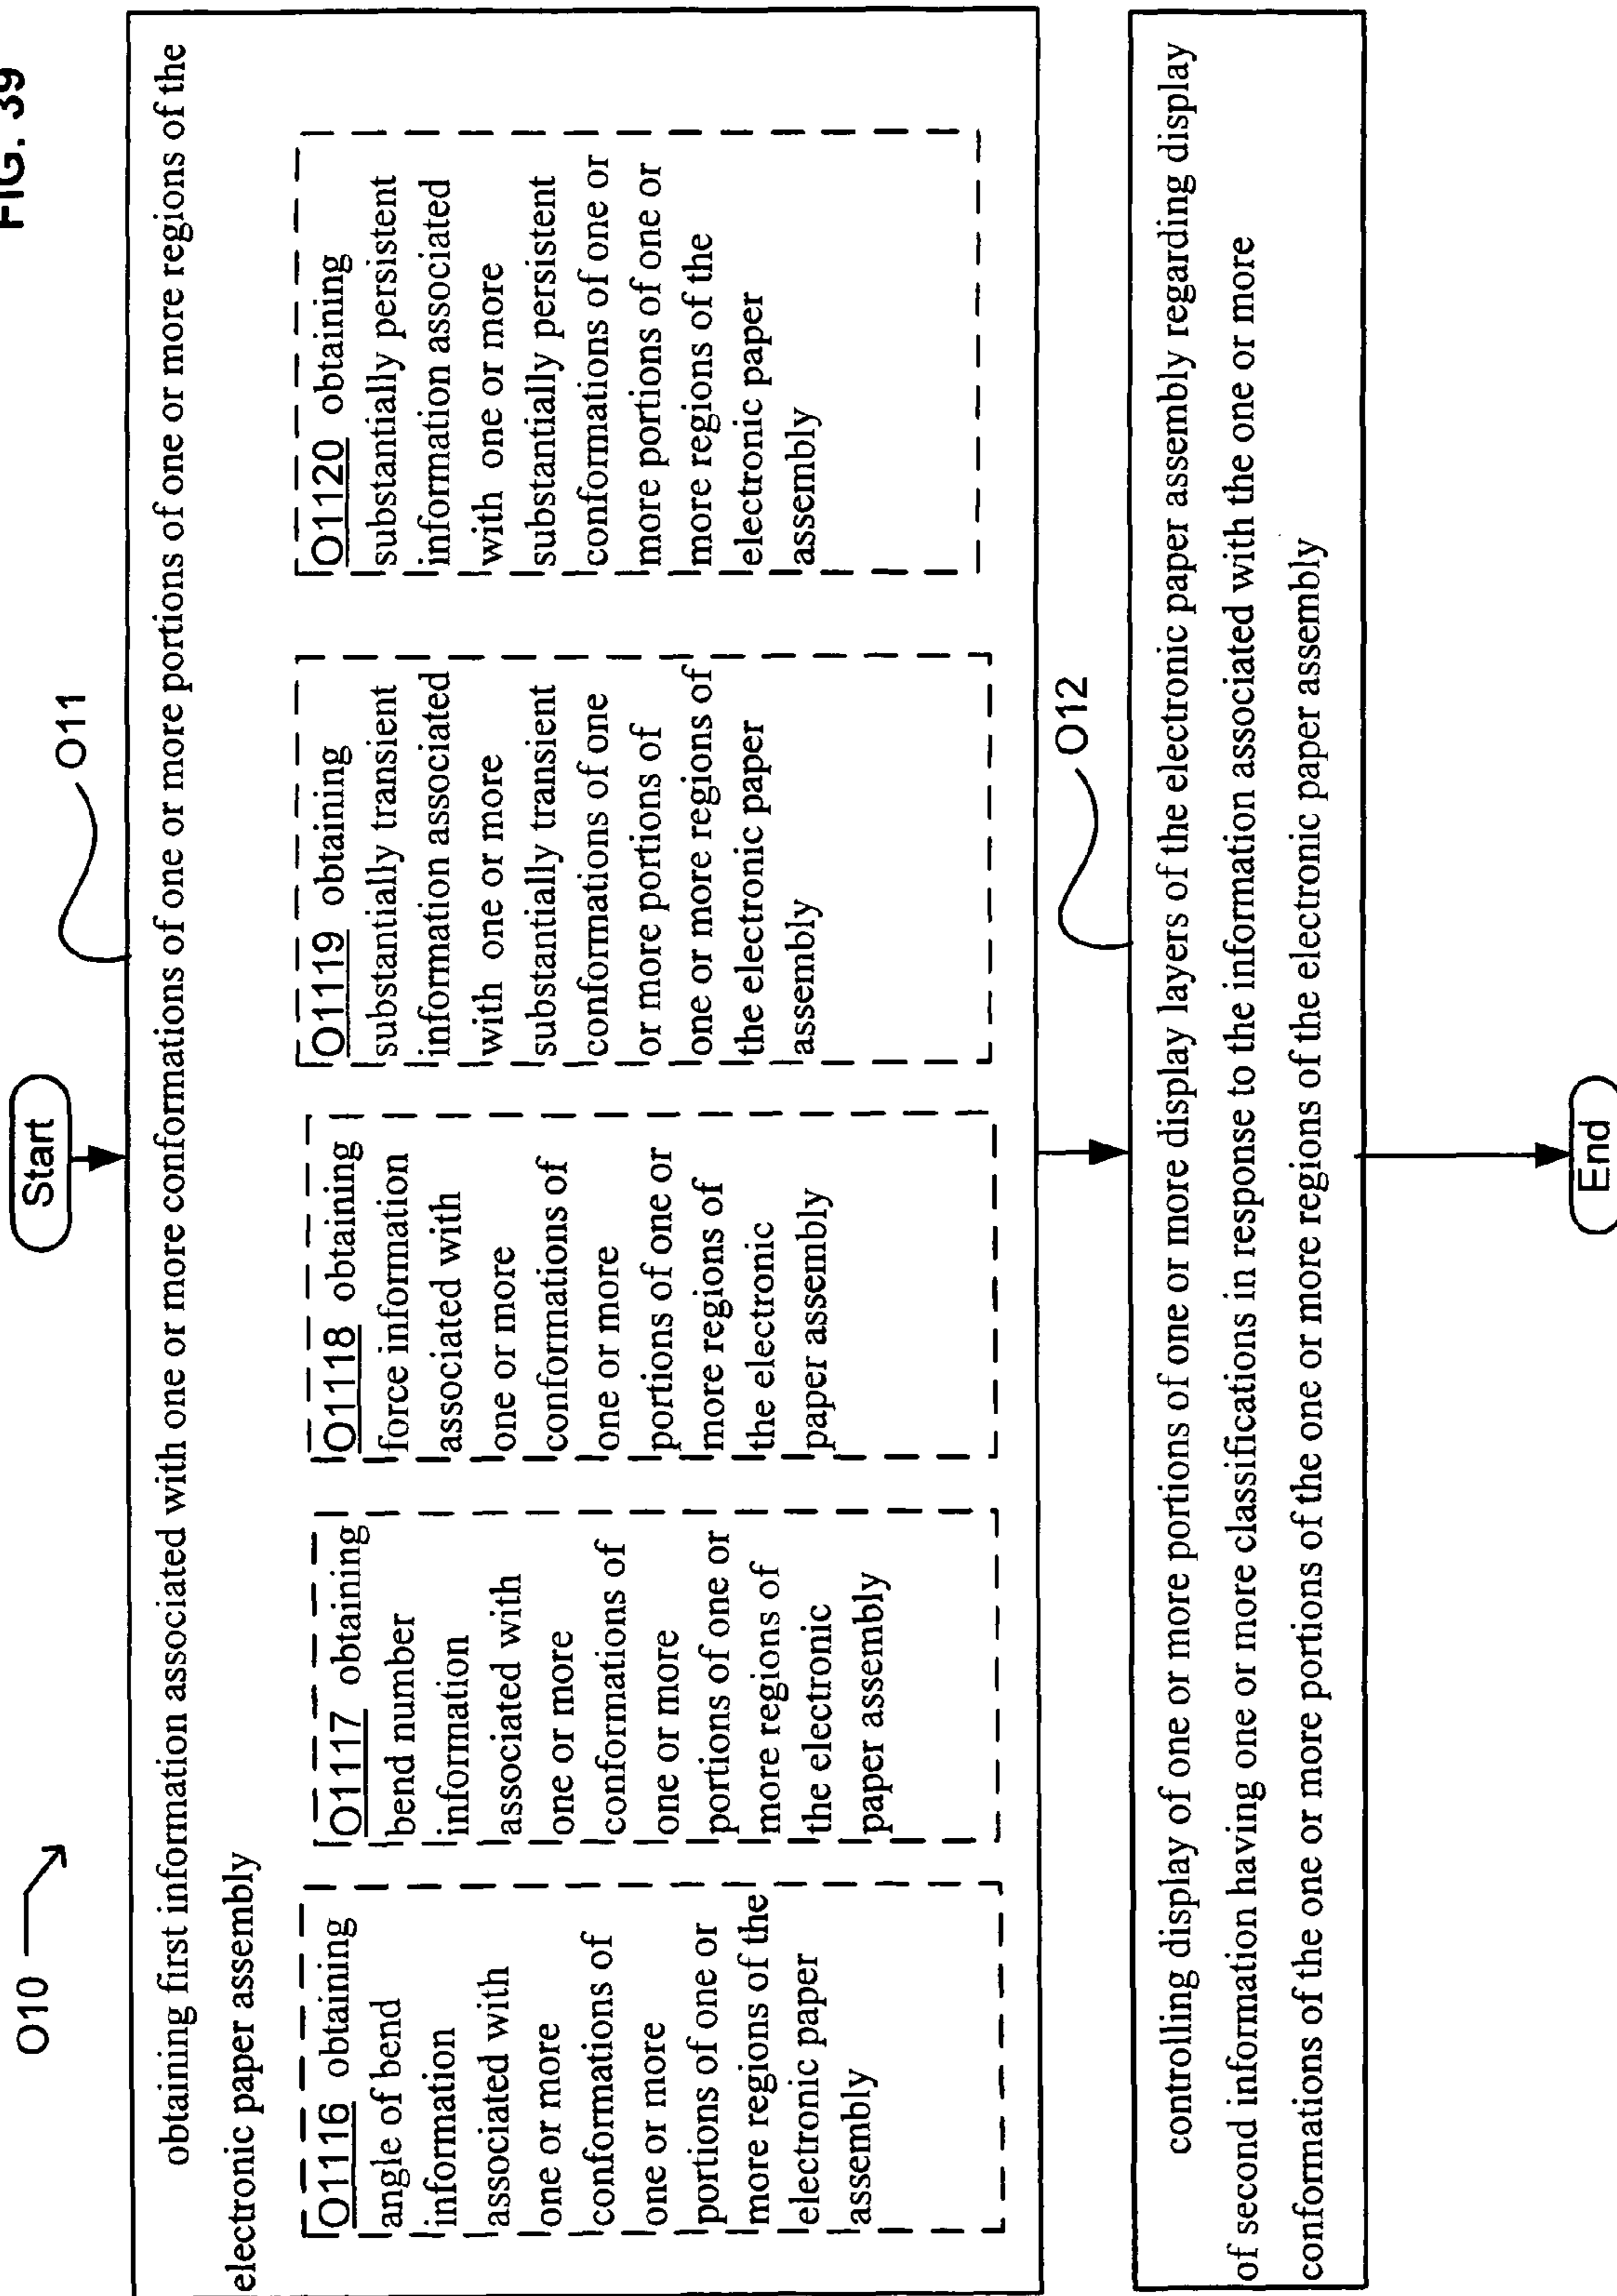 FIG. 39
O10
Start
O11
obtaining first information associated with one or more conformations of one or more portions of one or more regions of the
electronic paper assembly
O1116 obtaining
angle of bend
information
associated with
one or more
conformations of
one or more
portions of one or
more regions of the
electronic paper
assembly
O1117 obtaining
bend number
information
associated with
one or more
conformations of
one or more
portions of one or
more regions of
the electronic
paper assembly
O1118 obtaining
force information
associated with
one or more
conformations of
one or more
portions of one or
more regions of
the electronic
paper assembly
O1119 obtaining
substantially transient
information associated
with one or more
substantially transient
conformations of one
or more portions of
one or more regions of
the electronic paper
assembly
O1120 obtaining
substantially persistent
information associated
with one or more
substantially persistent
conformations of one or
more portions of one or
more regions of the
electronic paper
assembly
O12
controlling display of one or more portions of one or more display layers of the electronic paper assembly regarding display
of second information having one or more classifications in response to the information associated with the one or more
conformations of the one or more portions of the one or more regions of the electronic paper assembly
End